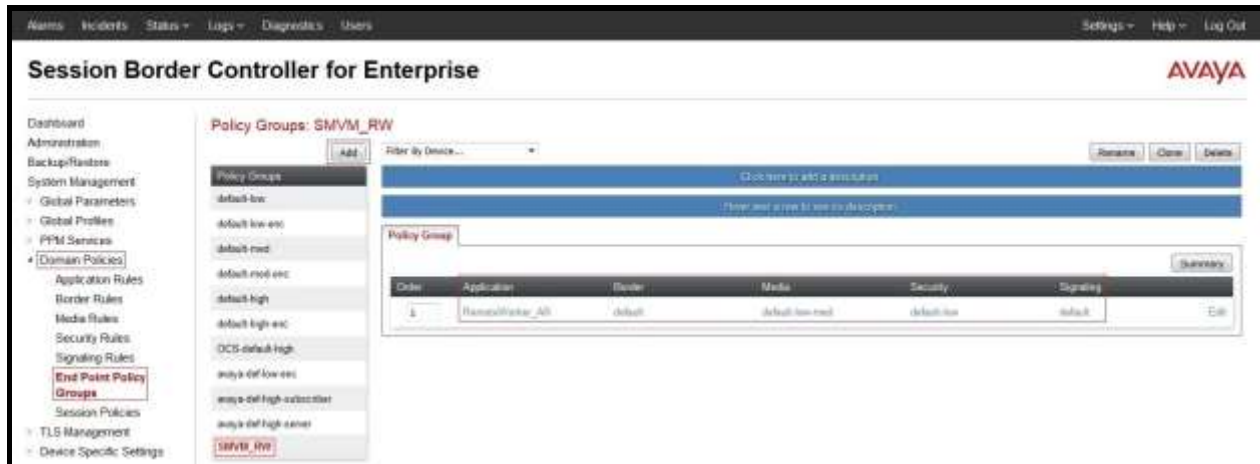 Alarms Incidents Status Logs Diagnostics Users Settings Help Log Out
Session Border Controller for Enterprise
AVAYA
Dashboard
Administration
Backup/Restore
System Management
Global Parameters
Global Profiles
PPM Services
Domain Policies
Application Rules
Border Rules
Media Rules
Security Rules
Signaling Rules
End Point Policy
Groups
Session Policies
TLS Management
Device Specific Settings
Policy Groups: SMVM_RW
Add
Filter By Device...
Rename Clone Delete
Policy Groups
default-low
default-low-enc
default-med
default-med-enc
default-high
default-high-enc
OCS-default-high
avaya-def-low-enc
avaya-def-high-subscriber
avaya-def-high-server
SMVM_RW
Click here to add a description.
Hover over a row to see its description.
Policy Group
Summary
Order Application Border Media Security Signaling
1 RemoteWorker_AR default default-low-med default-low default Edit